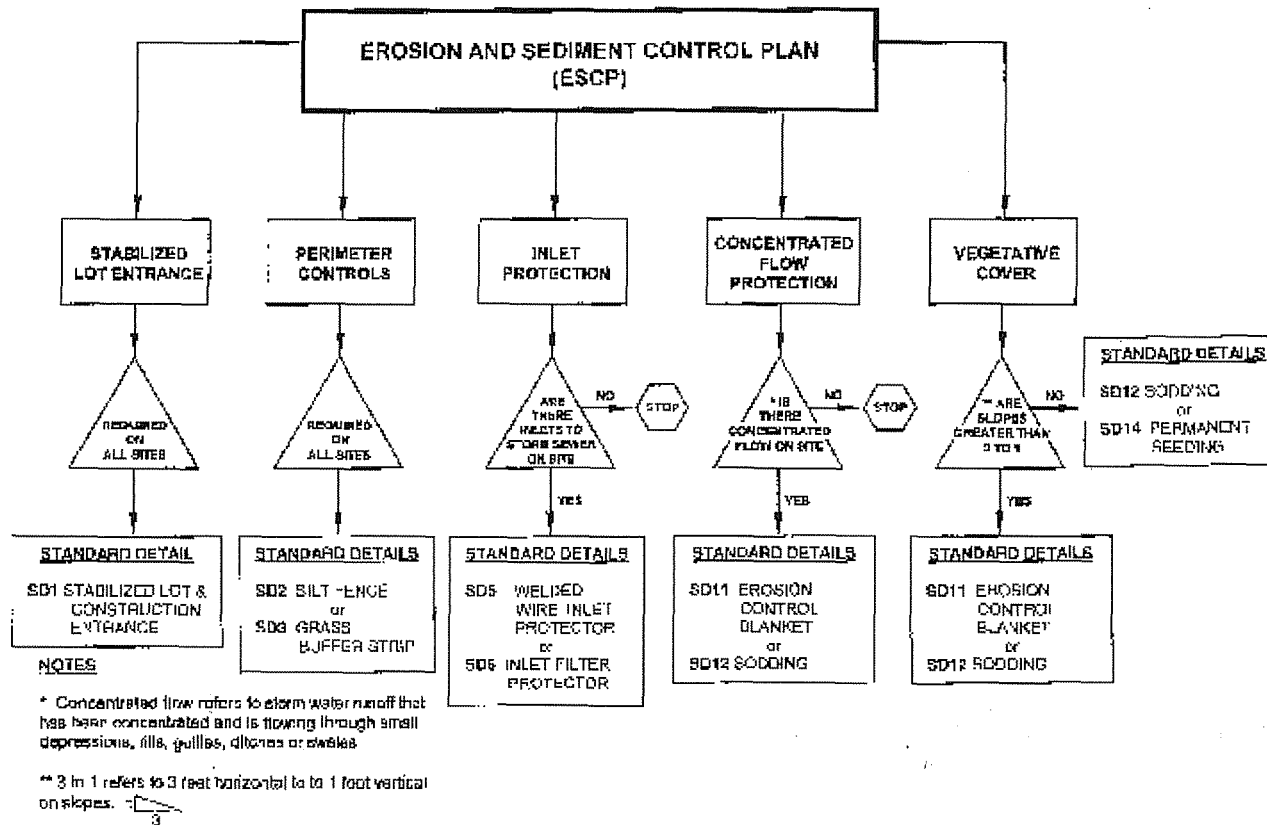 EROSION AND SEDIMENT CONTROL PLAN
(ESCP)
STABILIZED
LOT ENTRANCE
PERIMETER
CONTROLS
INLET
PROTECTION
CONCENTRATED
FLOW
PROTECTION
VEGETATIVE
COVER
REQUIRED
ON
ALL SITES
REQUIRED
ON
ALL SITES
ARE
THERE
INLETS TO
STORM SEWER
ON SITE
NO
STOP
* IS
THERE
CONCENTRATED
FLOW ON SITE
NO
STOP
** ARE
SLOPES
GREATER THAN
3 TO 1
NO
STANDARD DETAILS
SD12 SODDING
or
SD14 PERMANENT
SEEDING
YES
YES
YES
STANDARD DETAIL
SD1 STABILIZED LOT &
CONSTRUCTION
ENTRANCE
STANDARD DETAILS
SD2 SILT FENCE
or
SD3 GRASS
BUFFER STRIP
STANDARD DETAILS
SD5 WELDED
WIRE INLET
PROTECTOR
or
SD6 INLET FILTER
PROTECTOR
STANDARD DETAILS
SD11 EROSION
CONTROL
BLANKET
or
SD12 SODDING
STANDARD DETAILS
SD11 EROSION
CONTROL
BLANKET
or
SD12 SODDING
NOTES
* Concentrated flow refers to storm water runoff that
has been concentrated and is flowing through small
depressions, rills, gullies, ditches or swales
** 3 to 1 refers to 3 feet horizontal to to 1 foot vertical
on slopes.
3